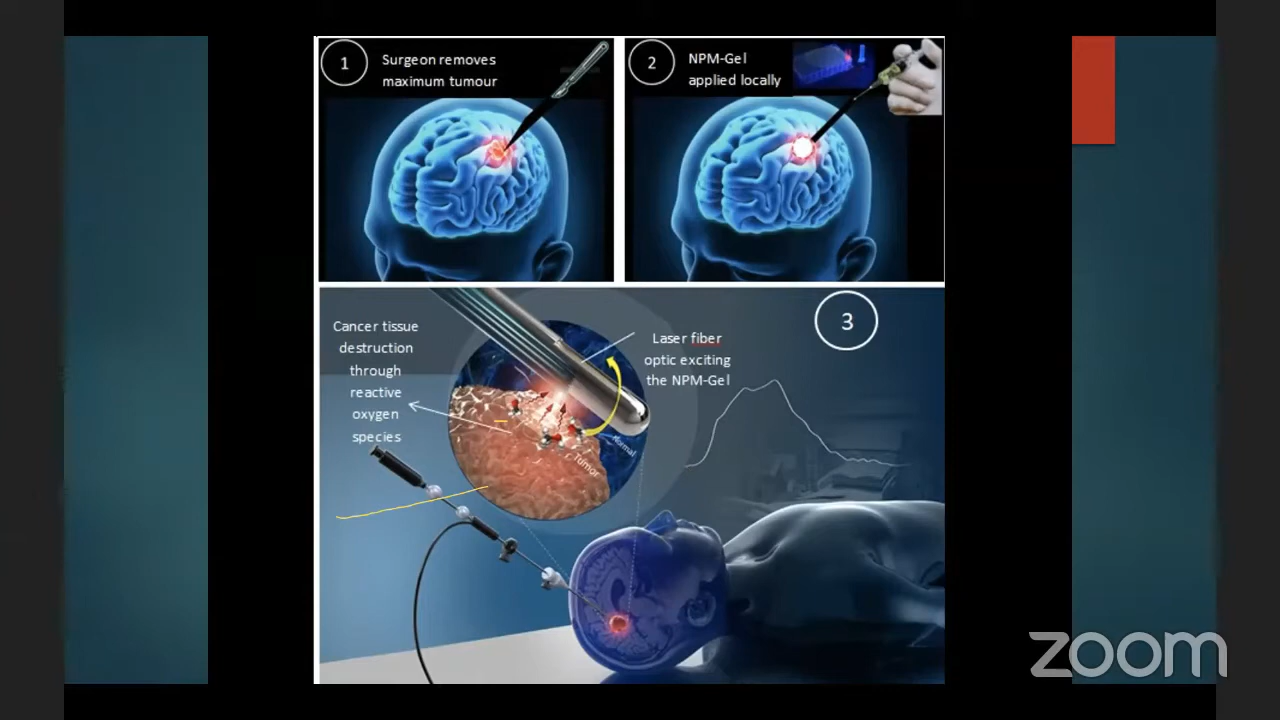 1
Surgeon removes
maximum tumour
2
NPM-Gel
applied locally
Cancer tissue
destruction
through
reactive
oxygen
species
Laser fiber
optic exciting
the NPM-Gel
3
Normal
Tumor
zoom